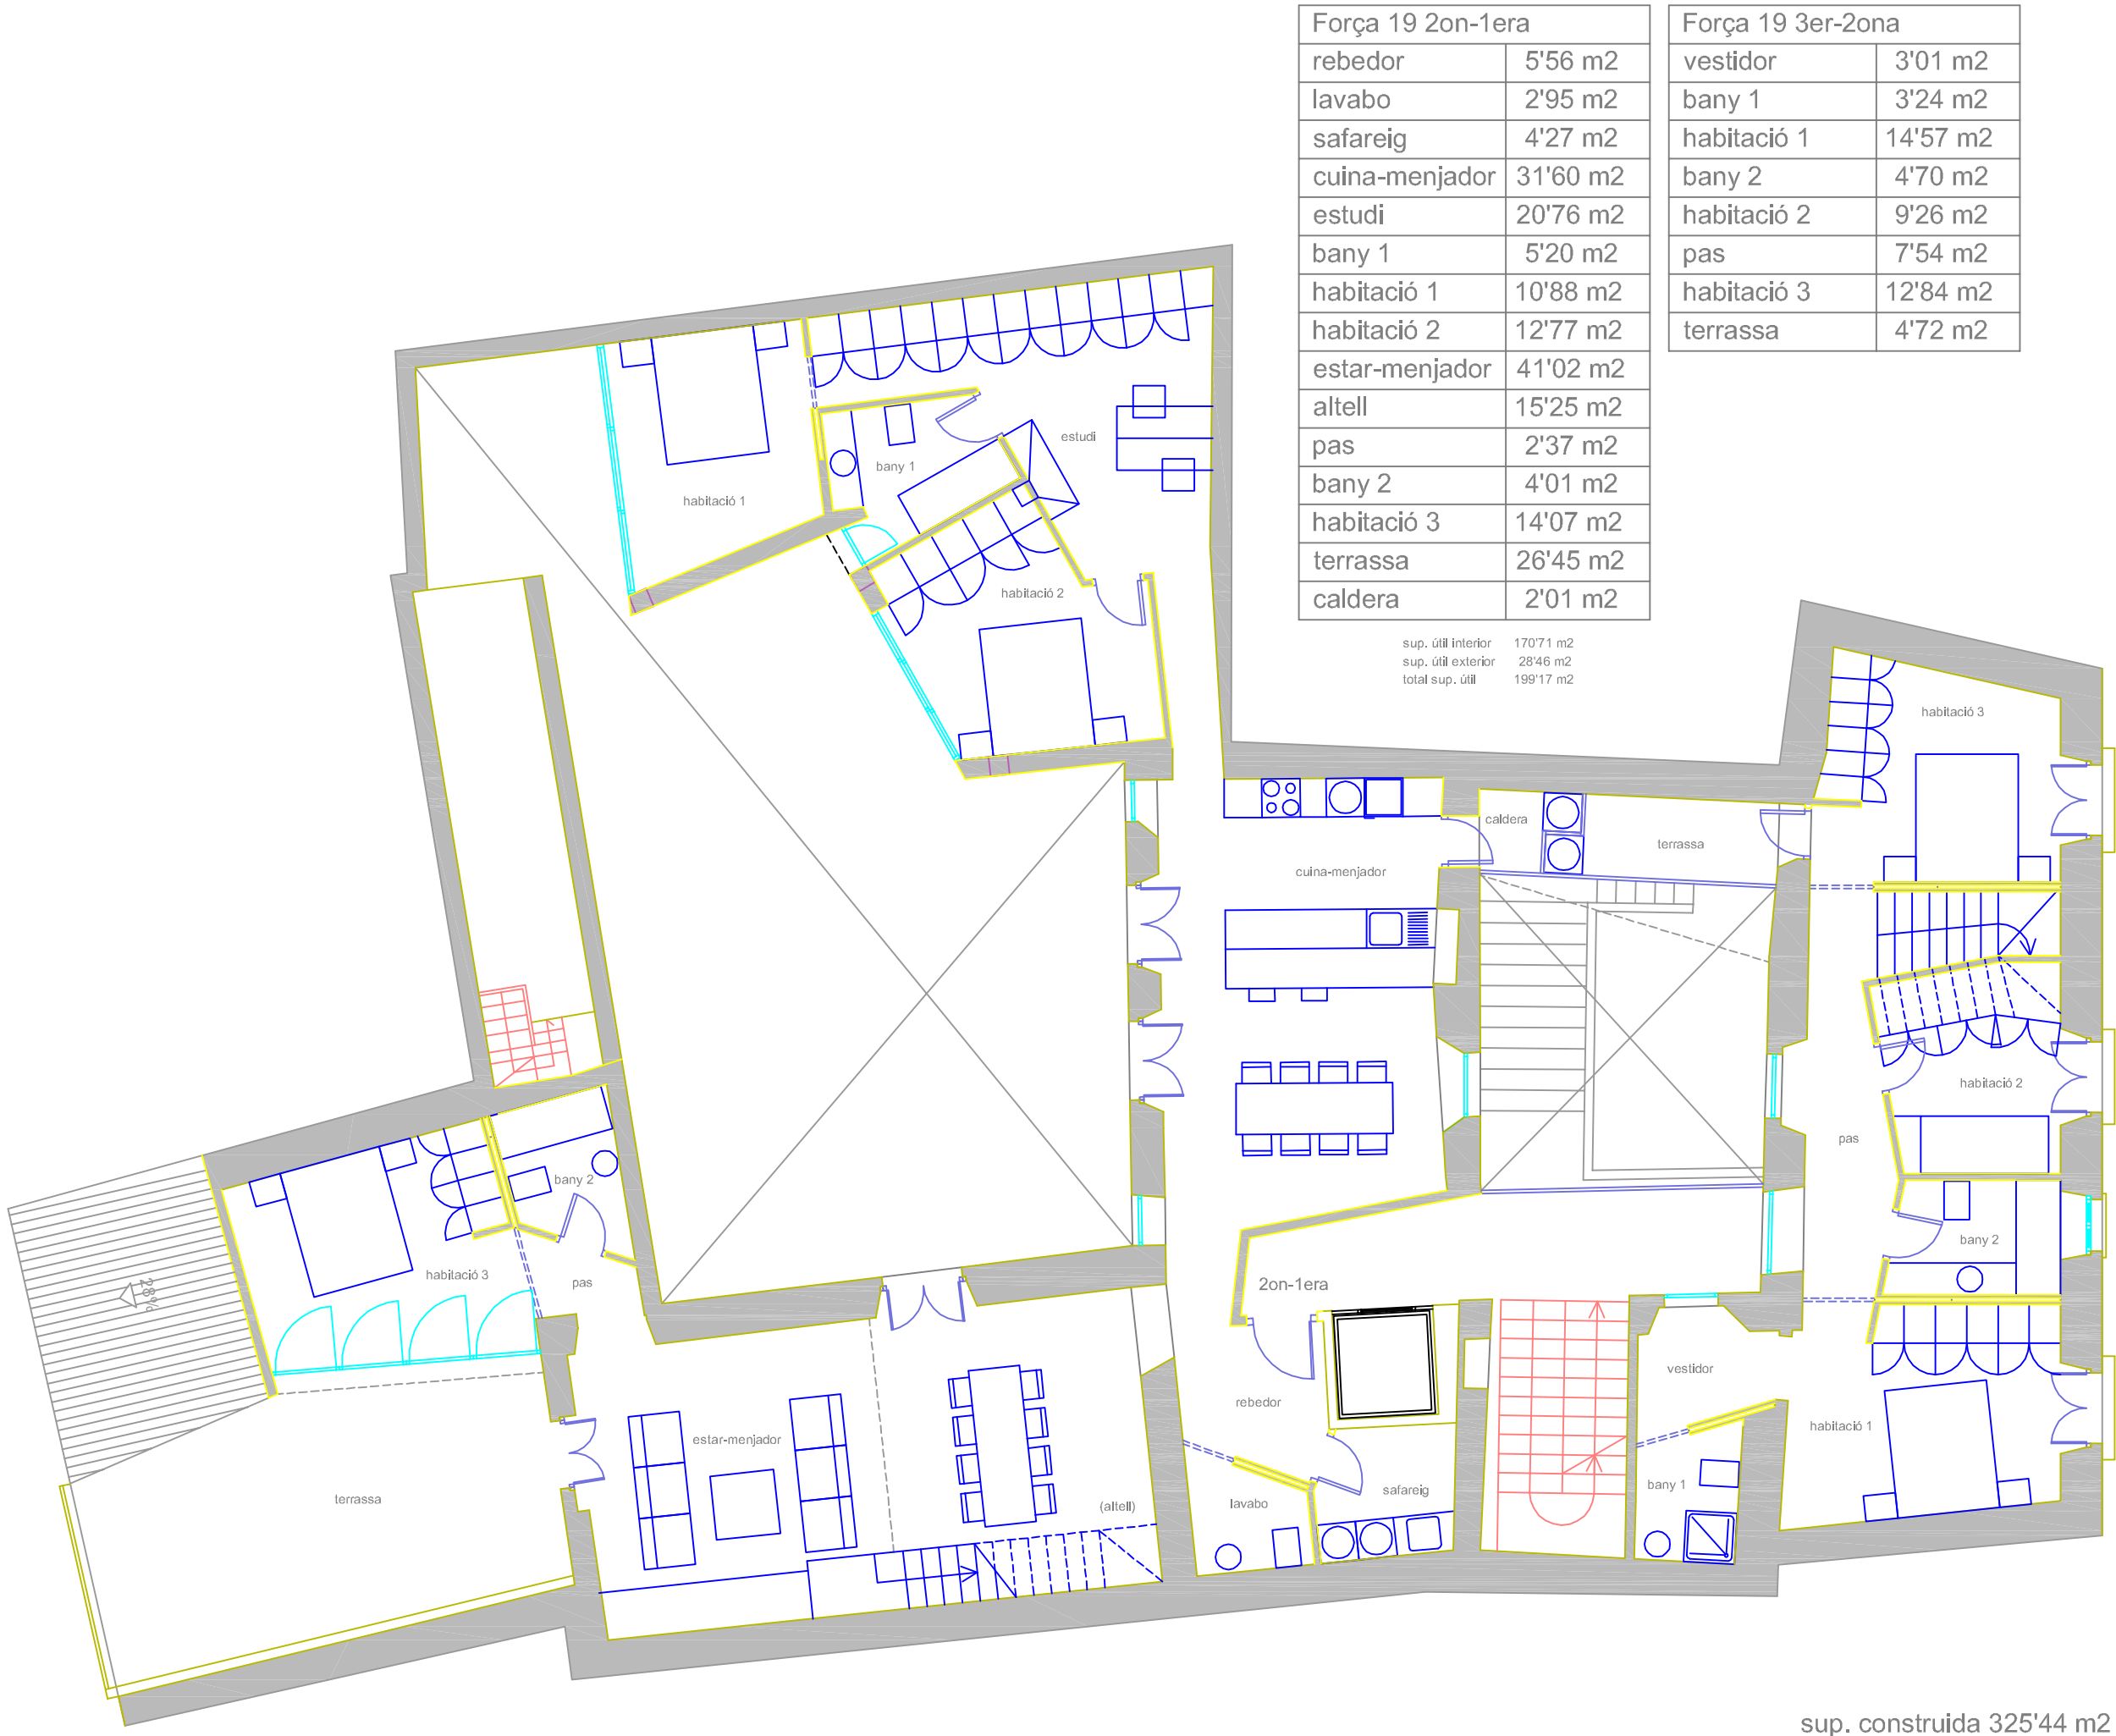 Força 19 2on-1era
rebedor 5'56 m2
lavabo 2'95 m2
safareig 4'27 m2
cuina-menjador 31'60 m2
estudi 20'76 m2
bany 1 5'20 m2
habitació 1 10'88 m2
habitació 2 12'77 m2
estar-menjador 41'02 m2
altell 15'25 m2
pas 2'37 m2
bany 2 4'01 m2
habitació 3 14'07 m2
terrassa 26'45 m2
caldera 2'01 m2
Força 19 3er-2ona
vestidor 3'01 m2
bany 1 3'24 m2
habitació 1 14'57 m2
bany 2 4'70 m2
habitació 2 9'26 m2
pas 7'54 m2
habitació 3 12'84 m2
terrassa 4'72 m2
sup. útil interior 170'71 m2
sup. útil exterior 28'46 m2
total sup. útil 199'17 m2
estudi
bany 1
habitació 1
habitació 2
habitació 3
caldera
terrassa
cuina-menjador
habitació 2
pas
bany 2
bany 2
habitació 3
pas
28%
2on-1era
vestidor
rebedor
habitació 1
estar-menjador
terrassa
(altell)
lavabo
safareig
bany 1
sup. construida 325'44 m2